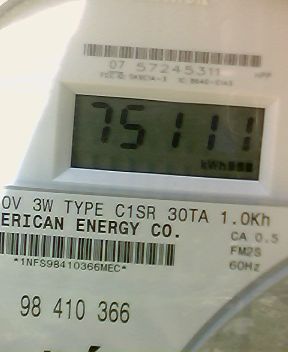 07 57245311
75111
kWh
0V 3W TYPE C1SR 30TA 1.0Kh
ERICAN ENERGY CO.
CA 0.5
FM2S
*1NFS98410366MEC*
60Hz
98 410 366